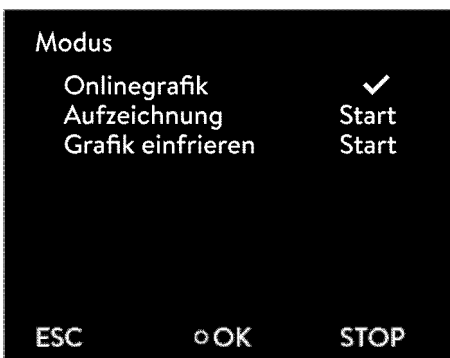 Modus
Onlinegrafik ✓
Aufzeichnung Start
Grafik einfrieren Start
ESC ○OK STOP